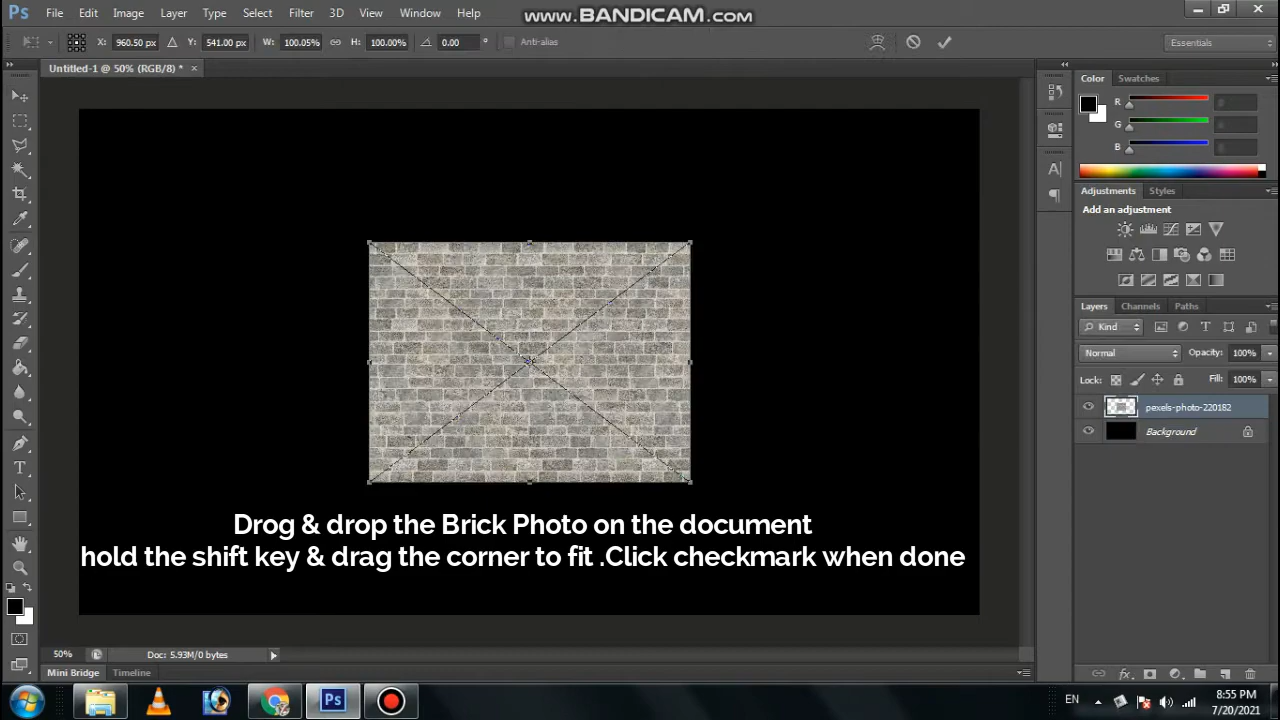 Ps File Edit Image Layer Type Select Filter 3D View Window Help
www.BANDICAM.com
X: 960.50 px Y: 541.00 px W: 100.05% H: 100.00% 0.00 ° Anti-alias Essentials
Untitled-1 @ 50% (RGB/8) * ×
Color Swatches
R
G
B
Adjustments Styles
Add an adjustment
Layers Channels Paths
Kind
Normal Opacity: 100%
Lock: Fill: 100%
pexels-photo-220182
Background
Drog & drop the Brick Photo on the document
hold the shift key & drag the corner to fit .Click checkmark when done
50% Doc: 5.93M/0 bytes
Mini Bridge Timeline
Ps EN 8:55 PM
7/20/2021